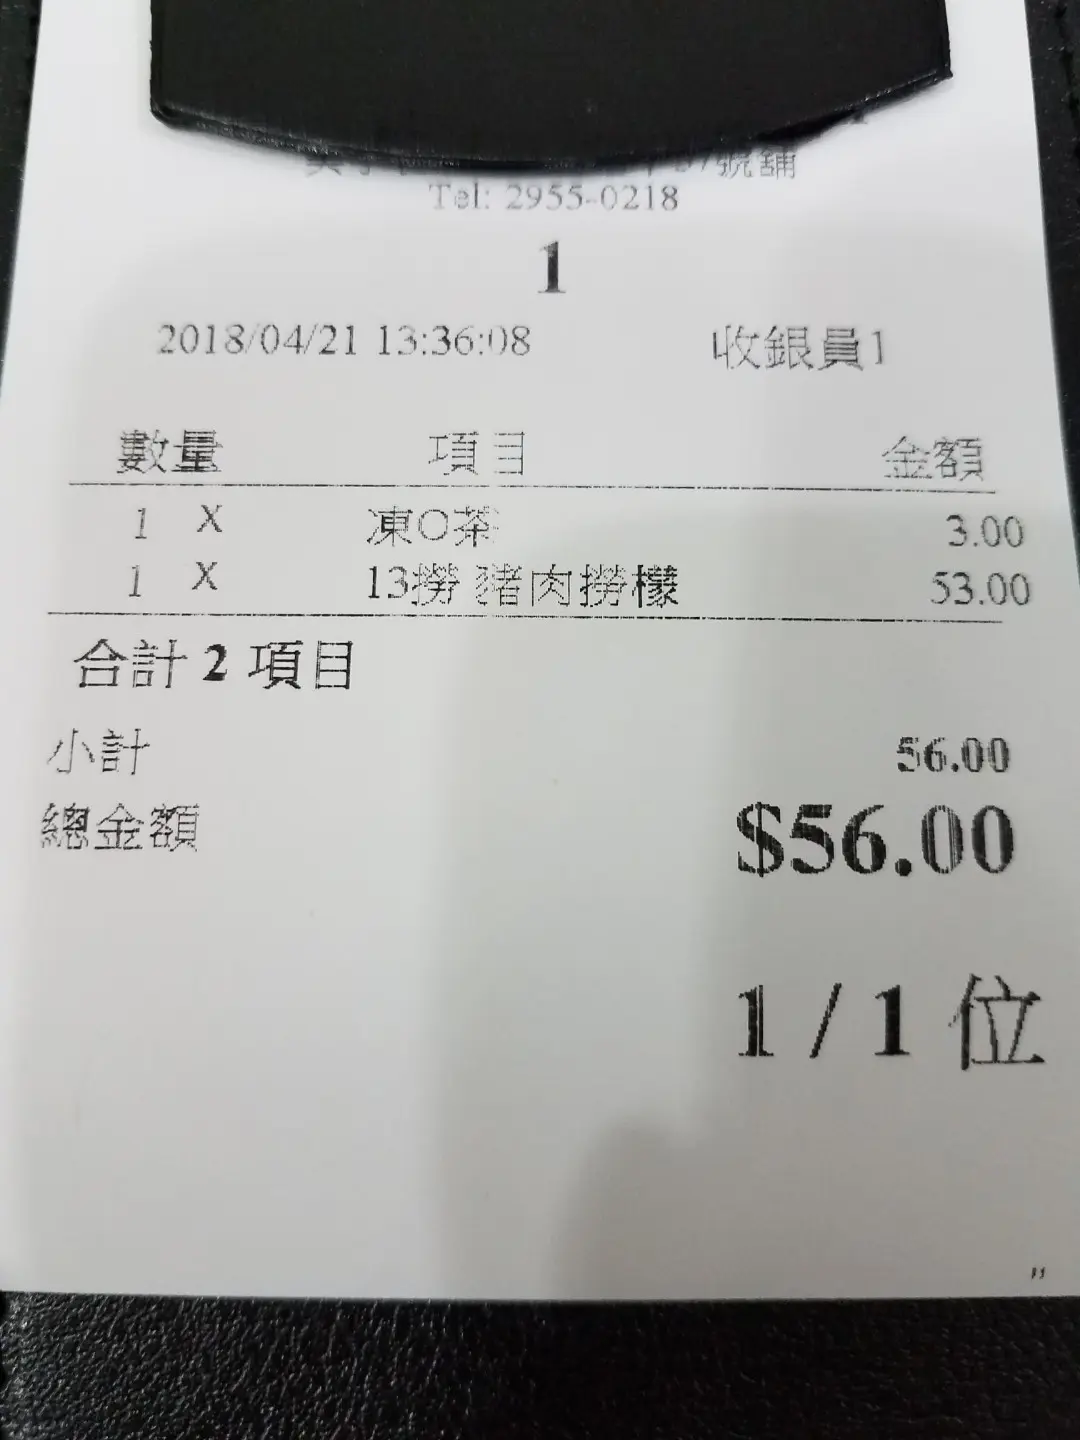 號舖
Tel: 2955-0218
1
2018/04/21 13:36:08 收銀員1
數量 項目 金額
1 X 凍O茶 3.00
1 X 13撈 豬肉撈檬 53.00
合計 2 項目
小計 56.00
總金額 $56.00
1 / 1 位